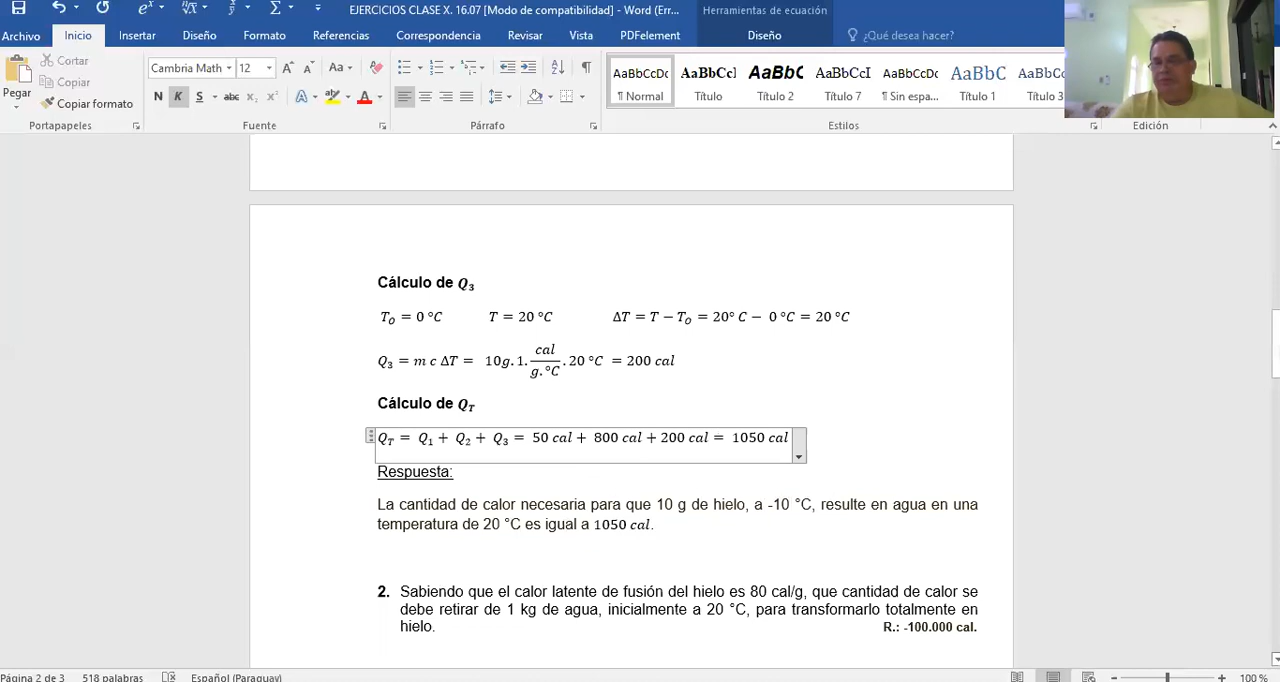 EJERCICIOS CLASE X. 16.07 [Modo de compatibilidad] - Word (Err...
Herramientas de ecuación
Archivo Inicio Insertar Diseño Formato Referencias Correspondencia Revisar Vista PDFelement Diseño ¿Qué desea hacer?
Pegar
Cortar
Copiar
Copiar formato
Cambria Math 12
N K S abc x₂ x²
AaBbCcDc AaBbCcI AaBbC AaBbCcI AaBbCcDc AaBbC AaBbCc
¶ Normal Título Título 2 Título 7 ¶ Sin espa... Título 1 Título 3
Portapapeles Fuente Párrafo Estilos Edición
Cálculo de Q₃
T₀ = 0 °C T = 20 °C ΔT = T − T₀ = 20° C − 0 °C = 20 °C
Q₃ = m c ΔT = 10g. 1. cal/g.°C . 20 °C = 200 cal
Cálculo de Q_T
Q_T = Q₁ + Q₂ + Q₃ = 50 cal + 800 cal + 200 cal = 1050 cal
Respuesta:
La cantidad de calor necesaria para que 10 g de hielo, a -10 °C, resulte en agua en una
temperatura de 20 °C es igual a 1050 cal.
2. Sabiendo que el calor latente de fusión del hielo es 80 cal/g, que cantidad de calor se
debe retirar de 1 kg de agua, inicialmente a 20 °C, para transformarlo totalmente en
hielo. R.: -100.000 cal.
Página 2 de 3 518 palabras Español (Paraguay) 100 %